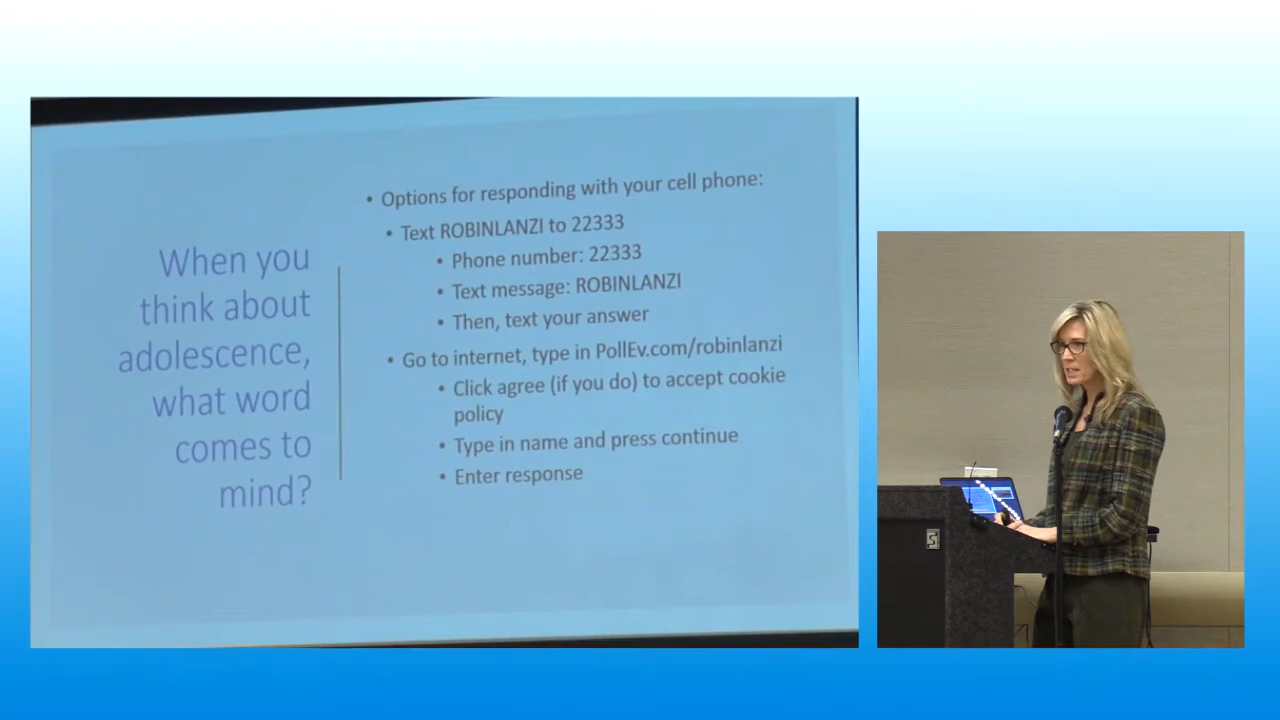 When you
think about
adolescence,
what word
comes to
mind?
• Options for responding with your cell phone:
• Text ROBINLANZI to 22333
• Phone number: 22333
• Text message: ROBINLANZI
• Then, text your answer
• Go to internet, type in PollEv.com/robinlanzi
• Click agree (if you do) to accept cookie
policy
• Type in name and press continue
• Enter response